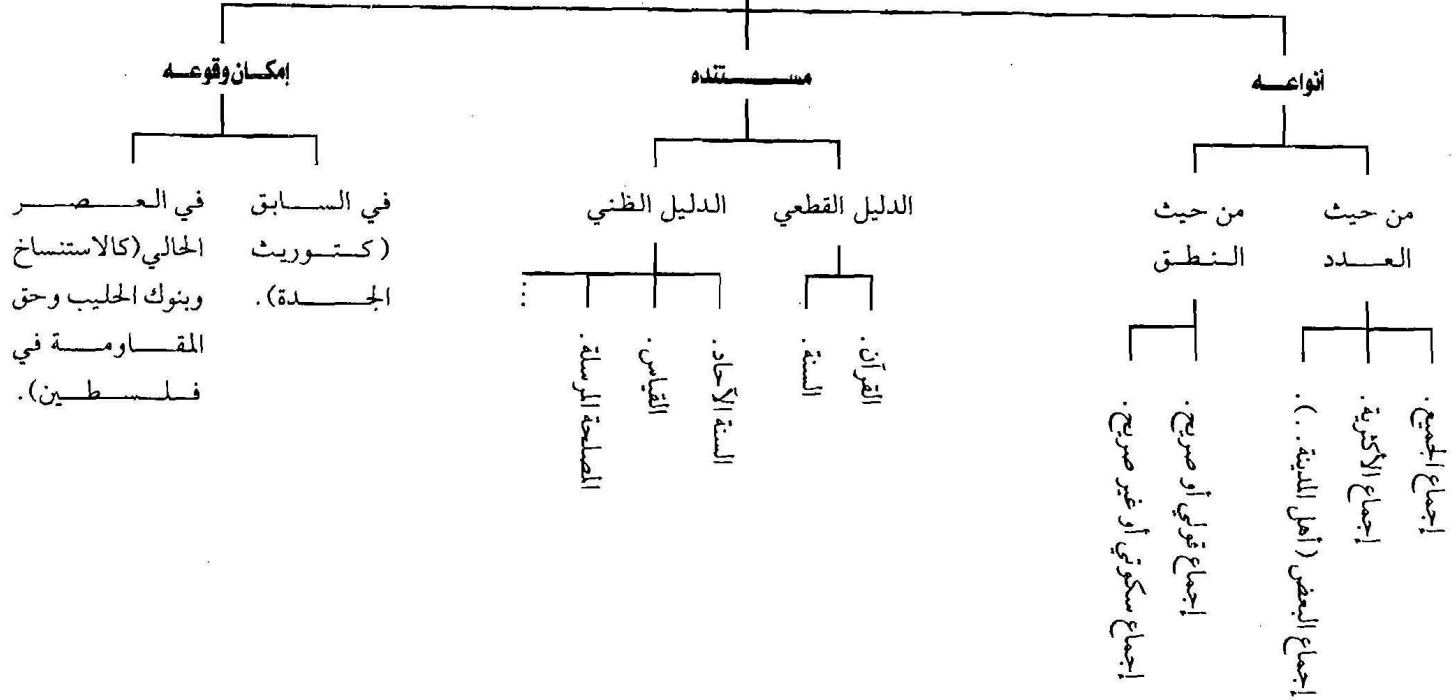 أنواعه
مستنده
إمكان وقوعه
من حيث
العدد
من حيث
النطق
الدليل القطعي
الدليل الظني
في السابق
(كتوريث
الجدة).
في العصر
الحالي (كالاستنساخ
وبنوك الحليب وحق
المقاومة في
فلسطين).
إجماع الجميع.
إجماع الأكثرية.
إجماع البعض (أهل المدينة...).
إجماع قولي أو صريح.
إجماع سكوتي أو غير صريح.
القرآن.
السنة.
السنة الآحاد.
القياس.
المصلحة المرسلة.
...